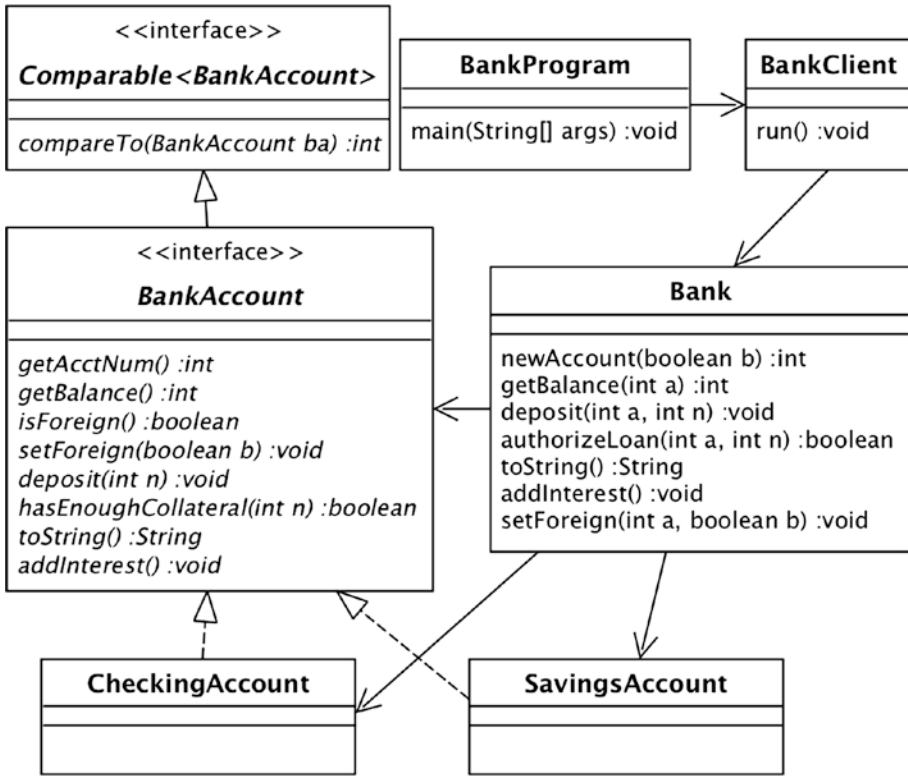 <<interface>>
Comparable<BankAccount>
compareTo(BankAccount ba) :int
BankProgram
main(String[] args) :void
BankClient
run() :void
<<interface>>
BankAccount
getAcctNum() :int
getBalance() :int
isForeign() :boolean
setForeign(boolean b) :void
deposit(int n) :void
hasEnoughCollateral(int n) :boolean
toString() :String
addInterest() :void
Bank
newAccount(boolean b) :int
getBalance(int a) :int
deposit(int a, int n) :void
authorizeLoan(int a, int n) :boolean
toString() :String
addInterest() :void
setForeign(int a, boolean b) :void
CheckingAccount
SavingsAccount